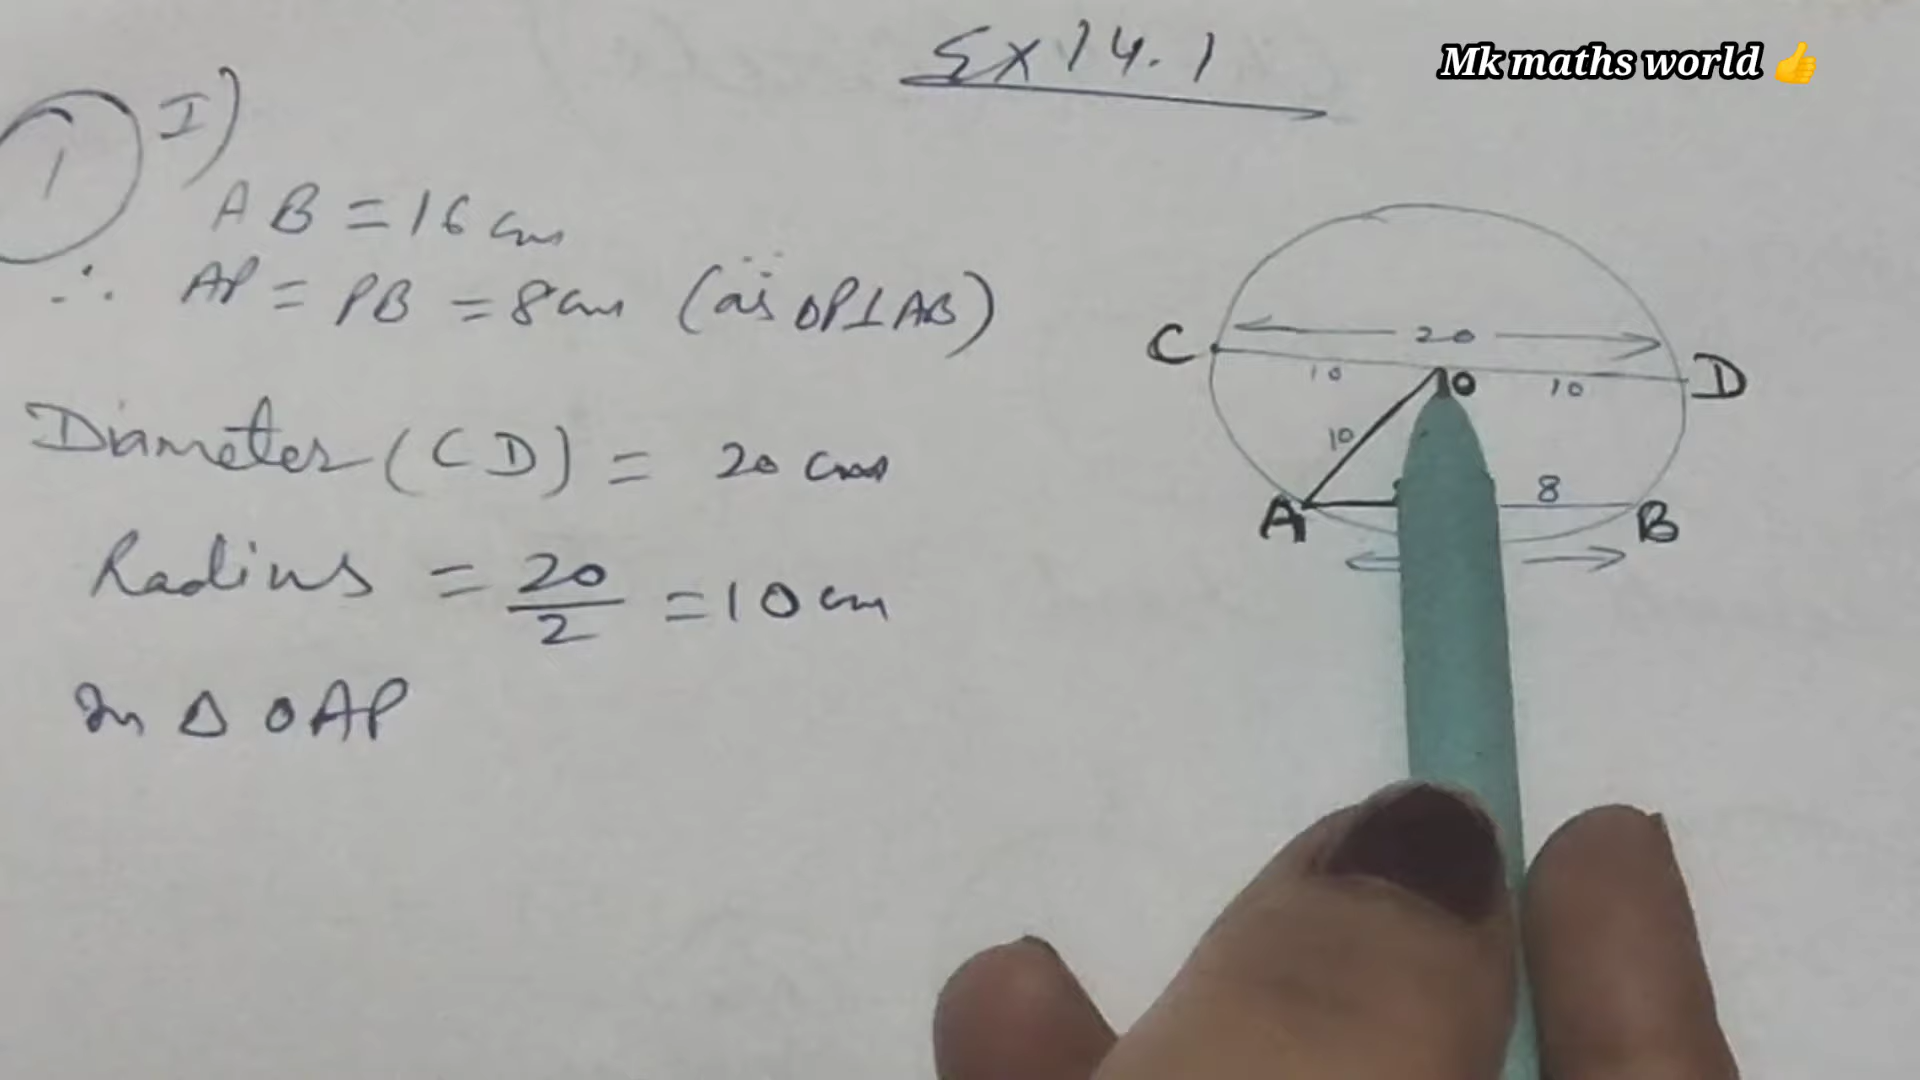 Ex 14.1
Mk maths world 👍
1 I)
AB = 16 cm
∴ AP = PB = 8 cm (as OP⊥AB)
Diameter (CD) = 20 cm
Radius = 20/2 = 10 cm
In Δ OAP
C 20 D
10 O 10
10
A 8 B